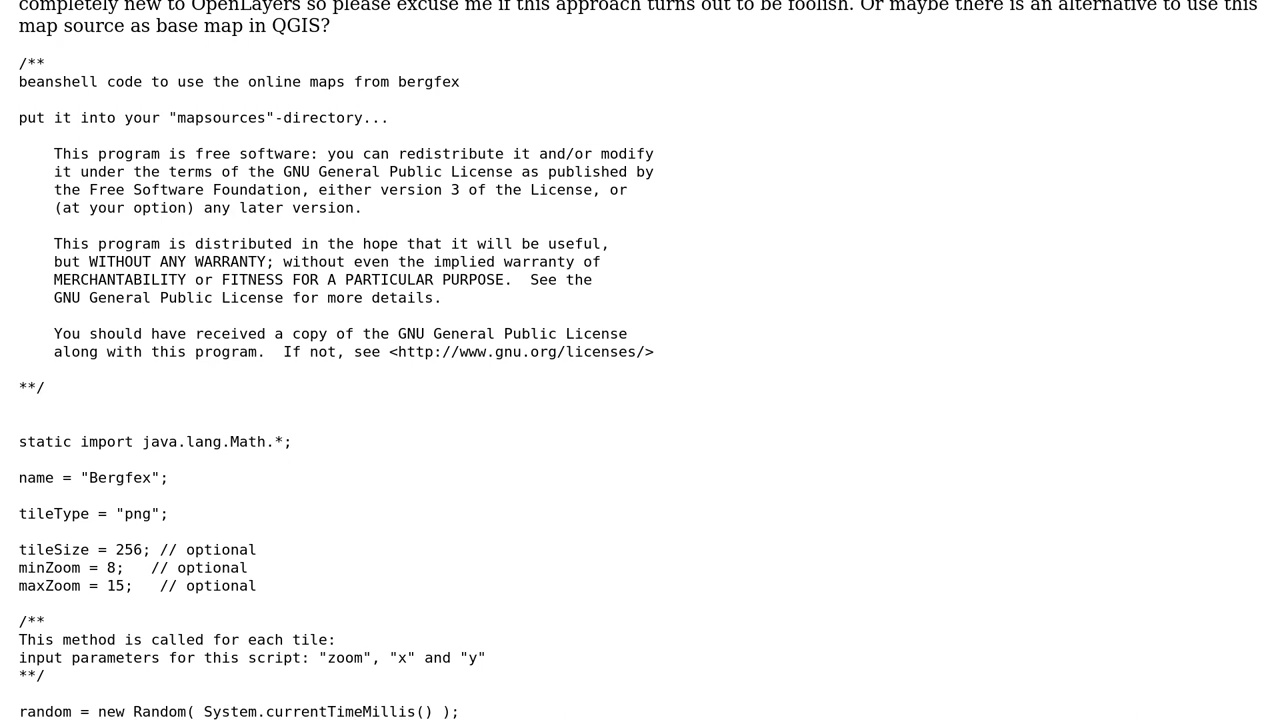 completely new to OpenLayers so please excuse me if this approach turns out to be foolish. Or maybe there is an alternative to use this
map source as base map in QGIS?
/**
beanshell code to use the online maps from bergfex
put it into your "mapsources"-directory...
This program is free software: you can redistribute it and/or modify
it under the terms of the GNU General Public License as published by
the Free Software Foundation, either version 3 of the License, or
(at your option) any later version.
This program is distributed in the hope that it will be useful,
but WITHOUT ANY WARRANTY; without even the implied warranty of
MERCHANTABILITY or FITNESS FOR A PARTICULAR PURPOSE.  See the
GNU General Public License for more details.
You should have received a copy of the GNU General Public License
along with this program.  If not, see <http://www.gnu.org/licenses/>
**/
static import java.lang.Math.*;
name = "Bergfex";
tileType = "png";
tileSize = 256; // optional
minZoom = 8;   // optional
maxZoom = 15;   // optional
/**
This method is called for each tile:
input parameters for this script: "zoom", "x" and "y"
**/
random = new Random( System.currentTimeMillis() );